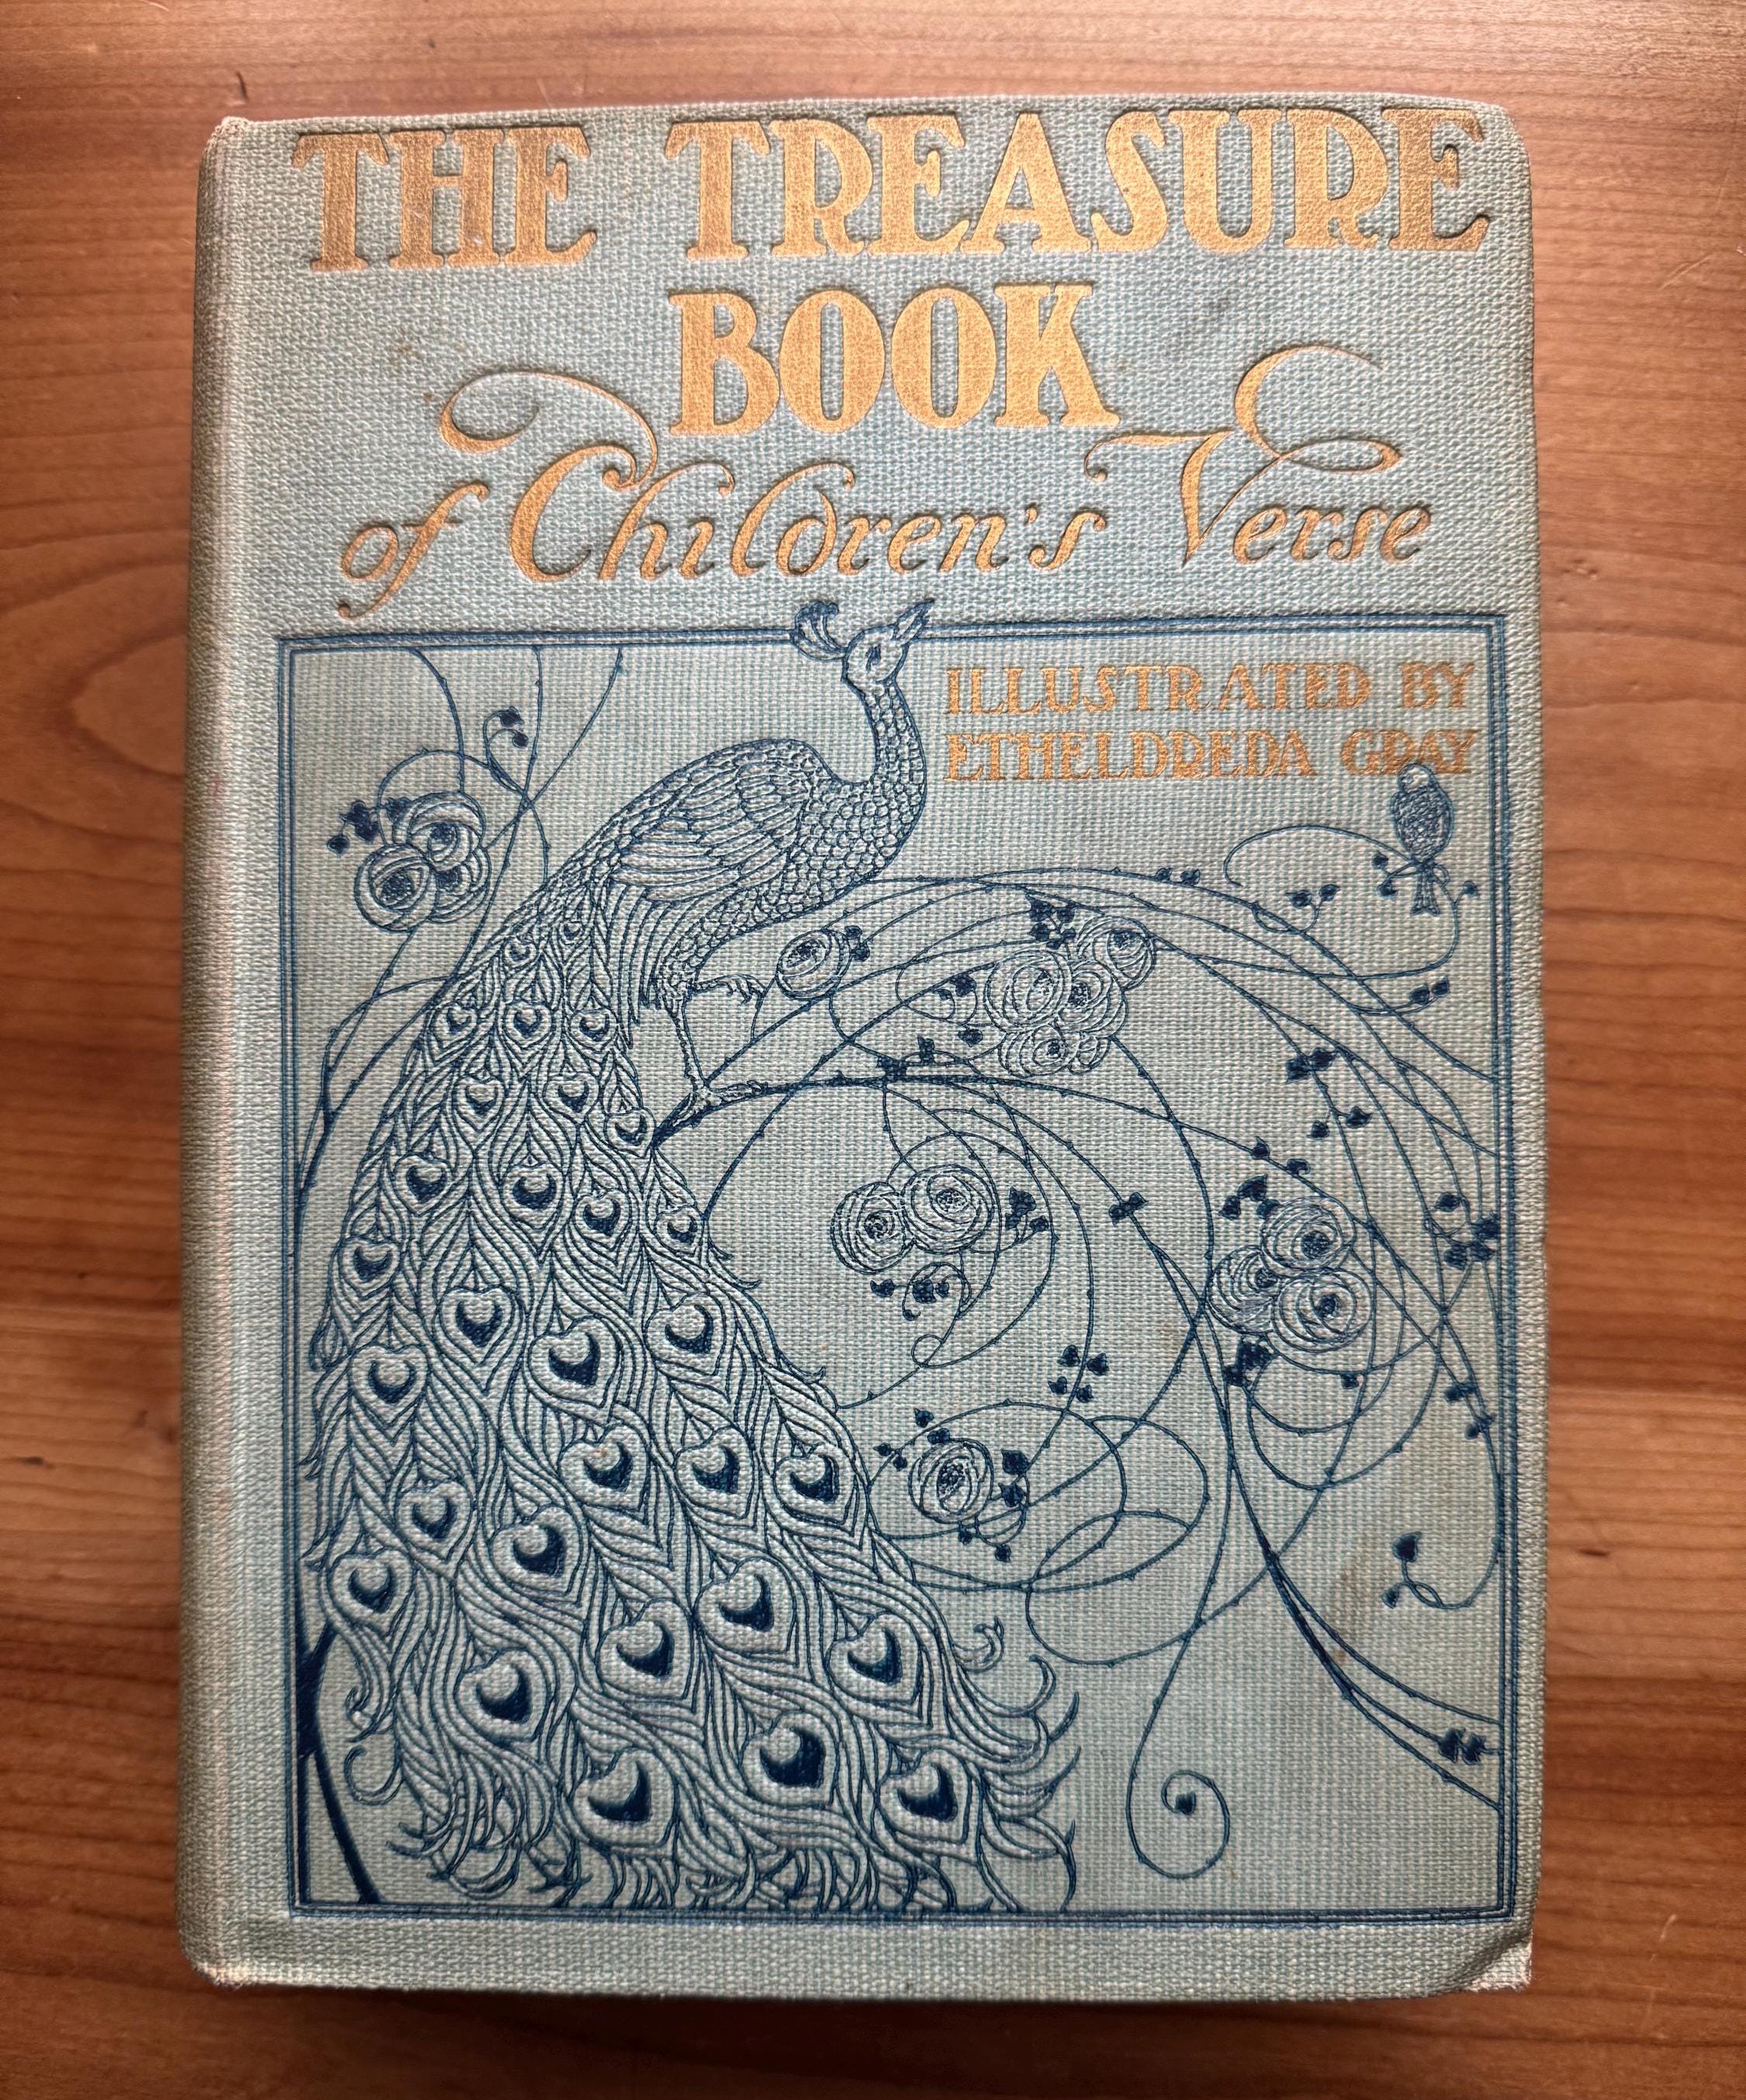 THE TREASURE
BOOK
of Children's Verse
ILLUSTRATED BY
ETHELDREDA GRAY